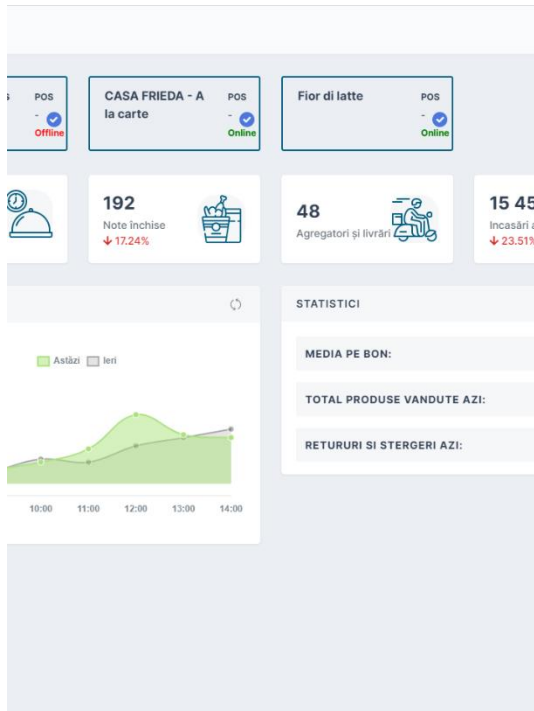 POS
-
Offline
CASA FRIEDA - A
la carte
POS
-
Online
Fior di latte
POS
-
Online
192
Note închise
↓ 17.24%
48
Agregatori și livrări
15 45
Incasări a
↓ 23.51%
STATISTICI
Astăzi Ieri
10:00 11:00 12:00 13:00 14:00
MEDIA PE BON:
TOTAL PRODUSE VANDUTE AZI:
RETURURI SI STERGERI AZI: